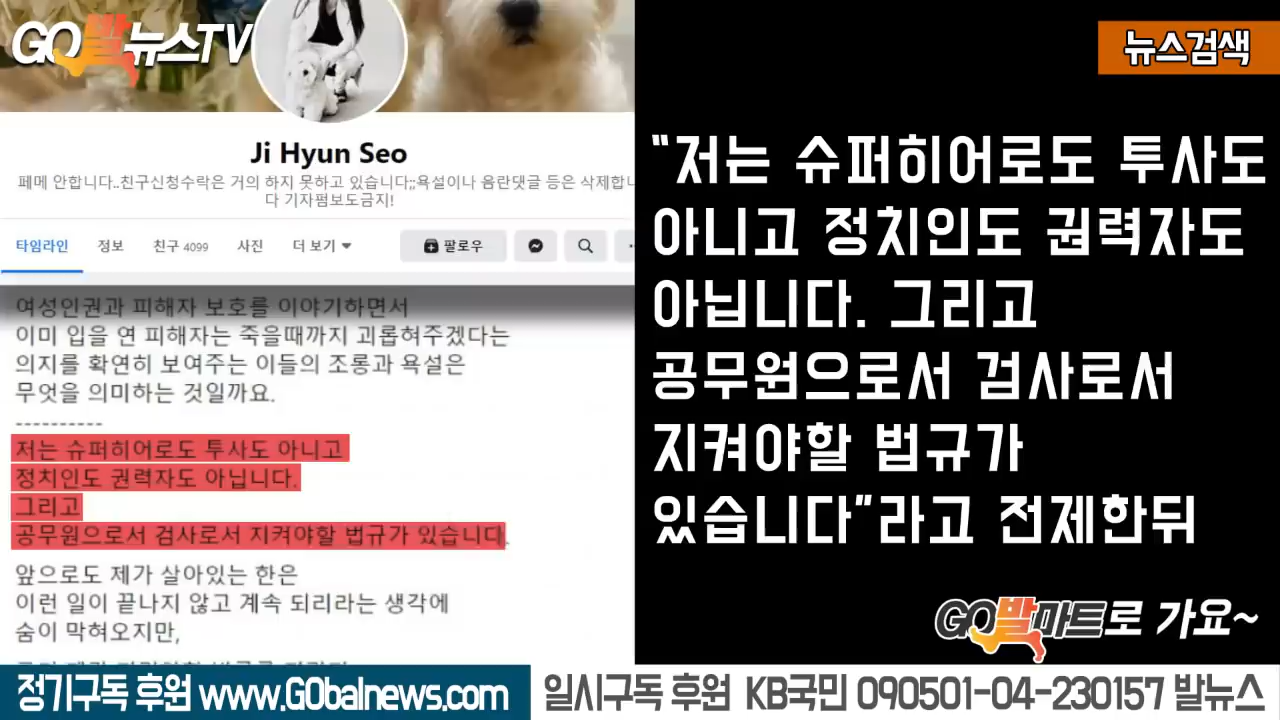 GO발뉴스TV
뉴스검색
Ji Hyun Seo
페메 안합니다..친구신청수락은 거의 하지 못하고 있습니다;;욕설이나 음란댓글 등은 삭제합니
다 기자펌보도금지!
타임라인 정보 친구 4099 사진 더 보기 팔로우
여성인권과 피해자 보호를 이야기하면서
이미 입을 연 피해자는 죽을때까지 괴롭혀주겠다는
의지를 확연히 보여주는 이들의 조롱과 욕설은
무엇을 의미하는 것일까요.
----------
저는 슈퍼히어로도 투사도 아니고
정치인도 권력자도 아닙니다.
그리고
공무원으로서 검사로서 지켜야할 법규가 있습니다.
앞으로도 제가 살아있는 한은
이런 일이 끝나지 않고 계속 되리라는 생각에
숨이 막혀오지만,
"저는 슈퍼히어로도 투사도
아니고 정치인도 권력자도
아닙니다. 그리고
공무원으로서 검사로서
지켜야할 법규가
있습니다"라고 전제한뒤
GO발마트로 가요~
정기구독 후원 www.GObalnews.com 일시구독 후원 KB국민 090501-04-230157 발뉴스